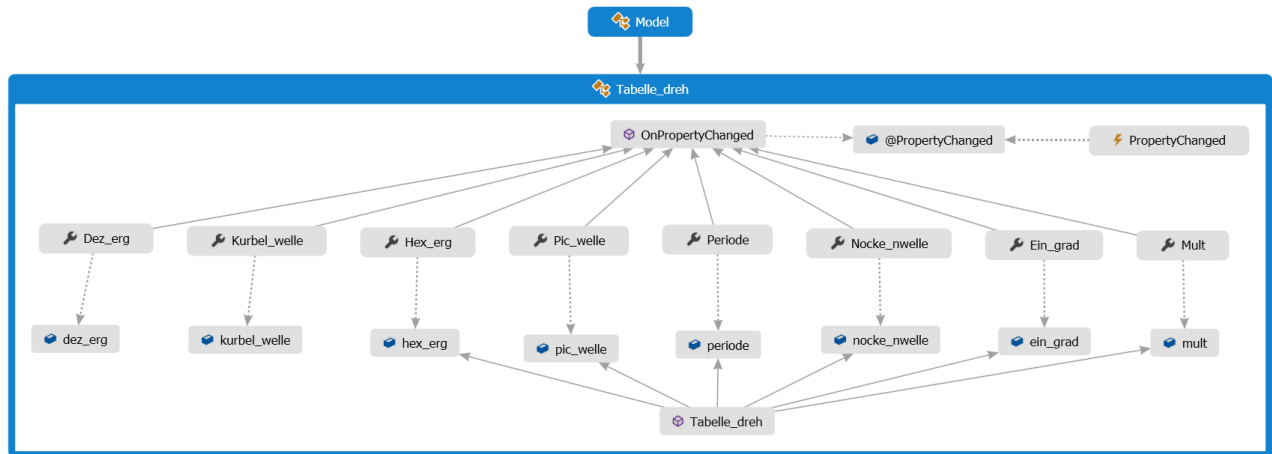 Model
Tabelle_dreh
OnPropertyChanged
@PropertyChanged
PropertyChanged
Dez_erg
Kurbel_welle
Hex_erg
Pic_welle
Periode
Nocke_nwelle
Ein_grad
Mult
dez_erg
kurbel_welle
hex_erg
pic_welle
periode
nocke_nwelle
ein_grad
mult
Tabelle_dreh